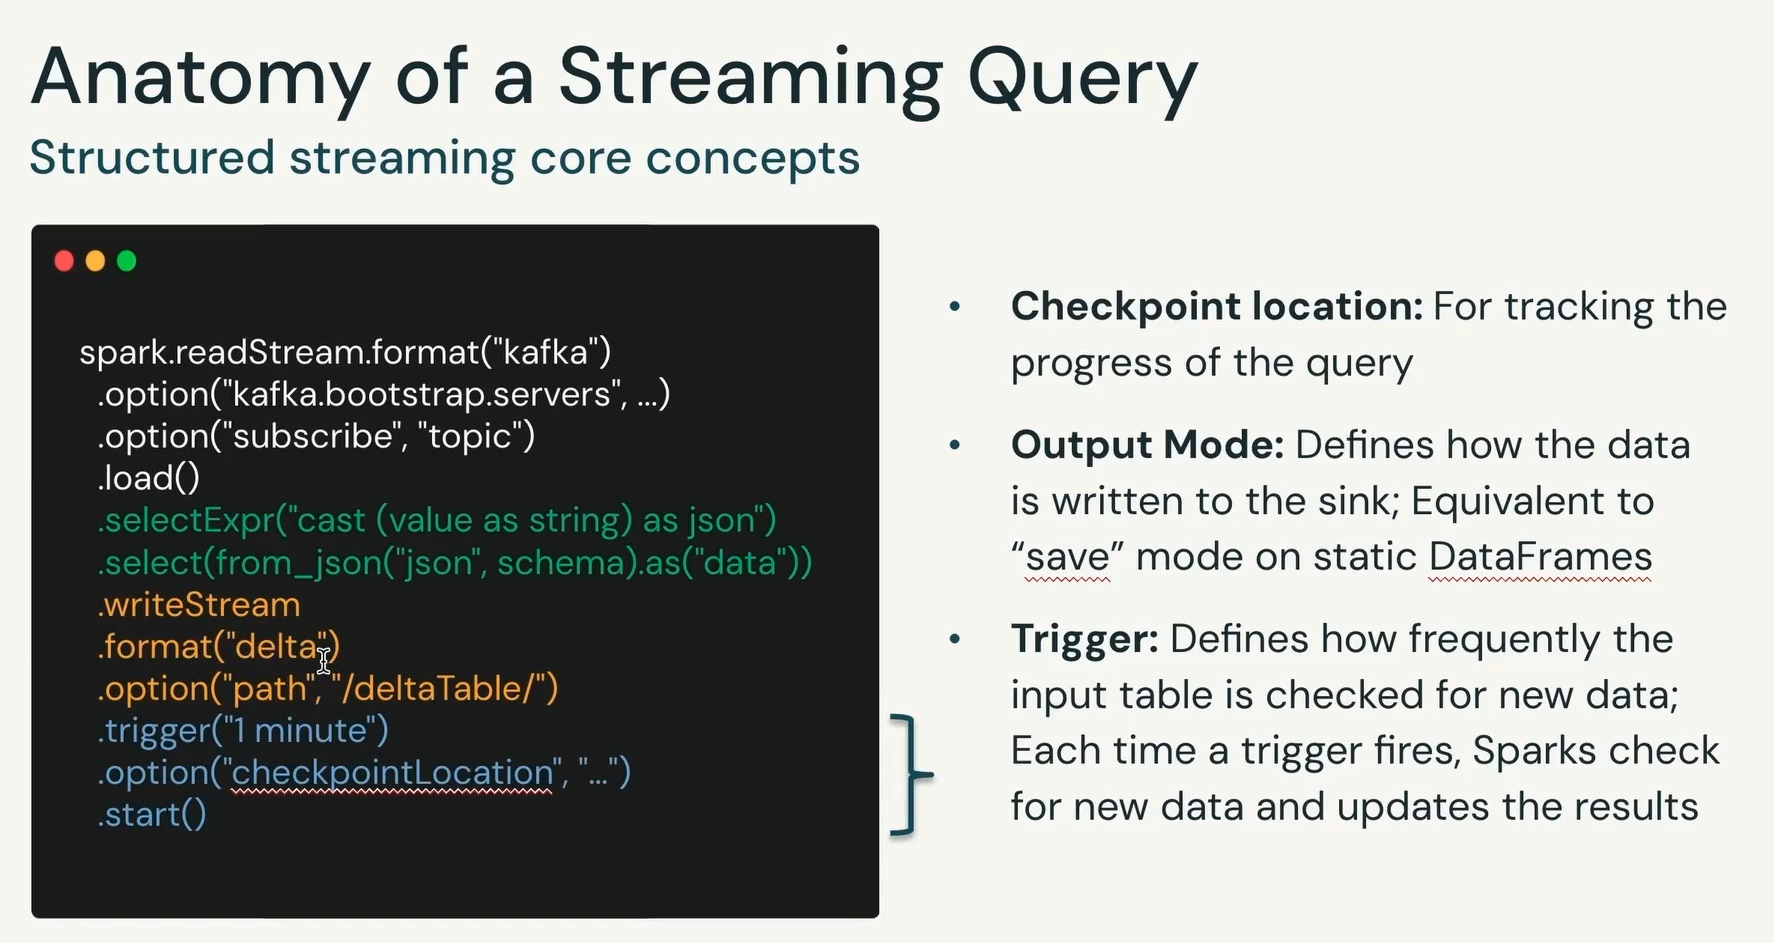 Anatomy of a Streaming Query
Structured streaming core concepts
spark.readStream.format("kafka")
.option("kafka.bootstrap.servers", ...)
.option("subscribe", "topic")
.load()
.selectExpr("cast (value as string) as json")
.select(from_json("json", schema).as("data"))
.writeStream
.format("delta")
.option("path", "/deltaTable/")
.trigger("1 minute")
.option("checkpointLocation", "...")
.start()
• Checkpoint location: For tracking the
progress of the query
• Output Mode: Defines how the data
is written to the sink; Equivalent to
“save” mode on static DataFrames
• Trigger: Defines how frequently the
input table is checked for new data;
Each time a trigger fires, Sparks check
for new data and updates the results